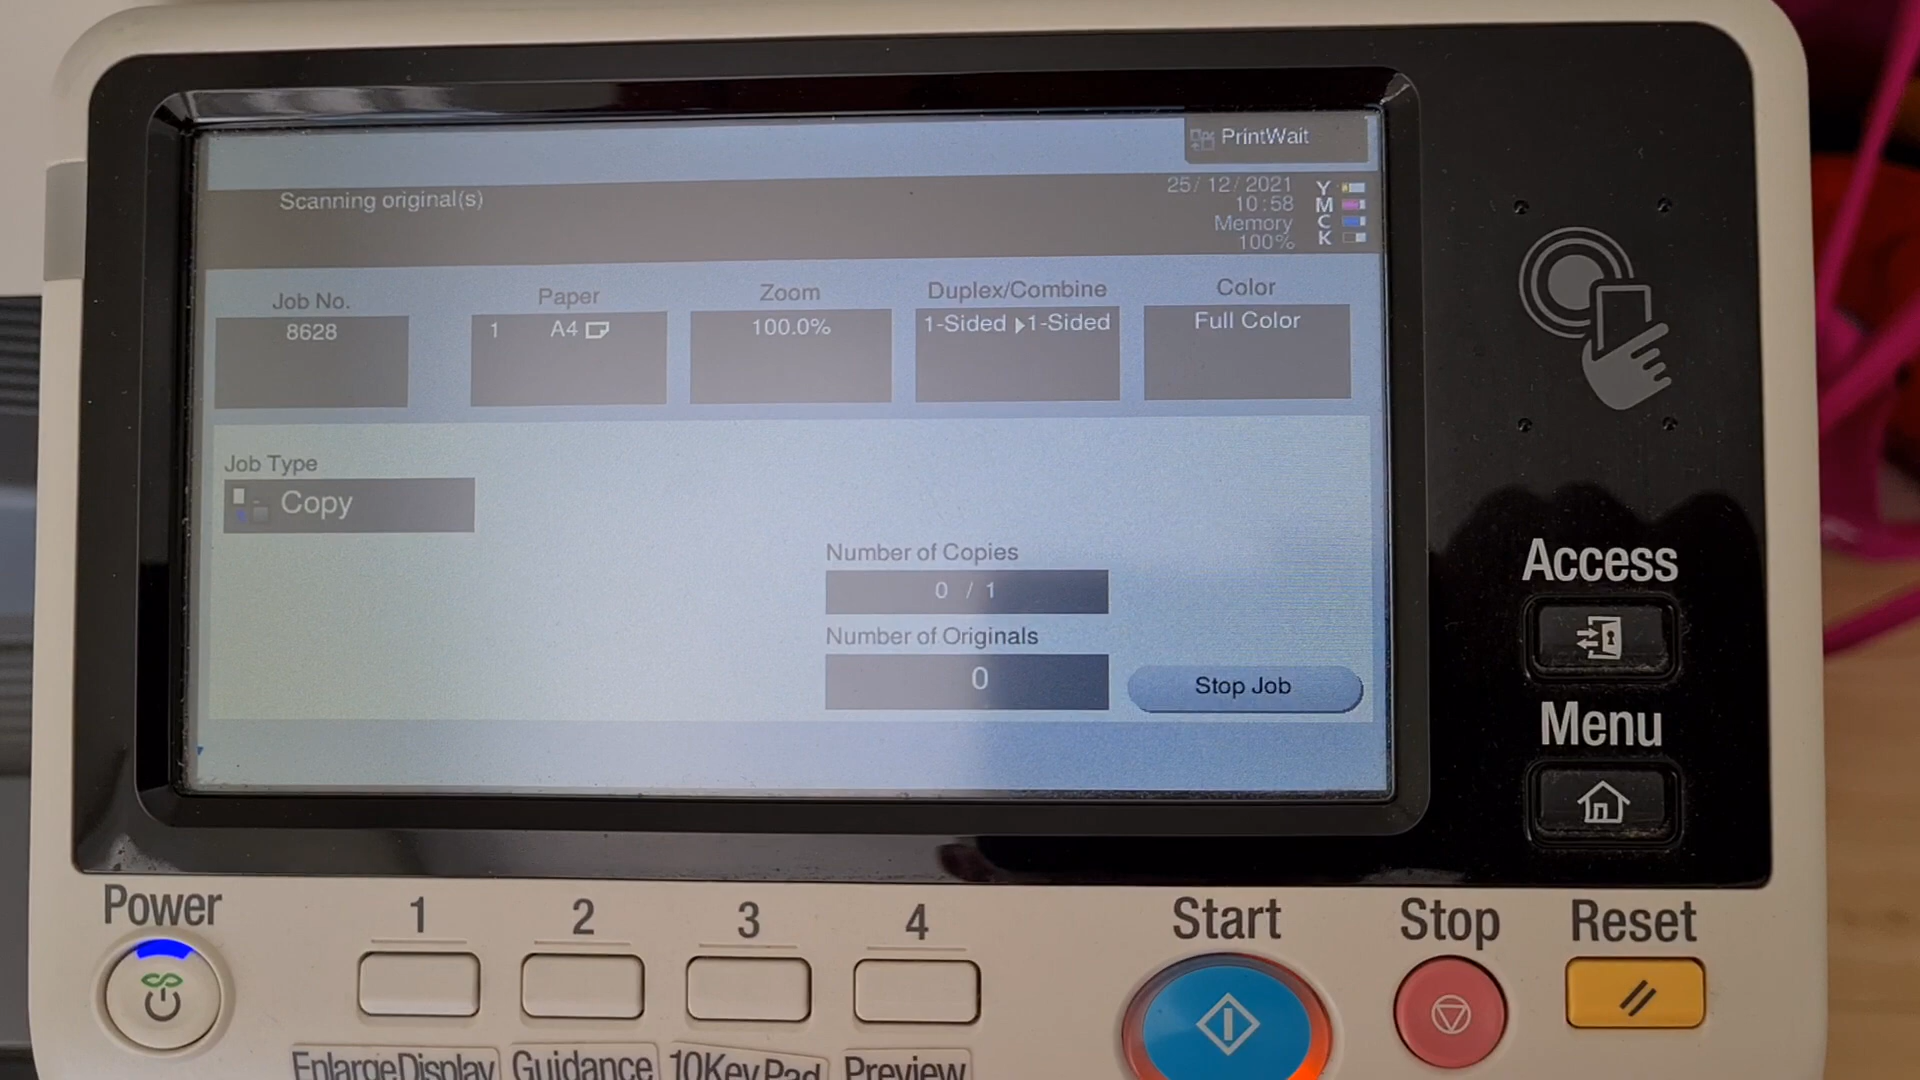 PrintWait
Scanning original(s)
25/12/2021
10:58
Memory
100%
Y
M
C
K
Job No.
8628
Paper
1 A4
Zoom
100.0%
Duplex/Combine
1-Sided ▶1-Sided
Color
Full Color
Job Type
Copy
Number of Copies
0 / 1
Number of Originals
0
Stop Job
Access
Menu
Power
1
2
3
4
Start
Stop
Reset
EnlargeDisplay
Guidance
10KeyPad
Preview